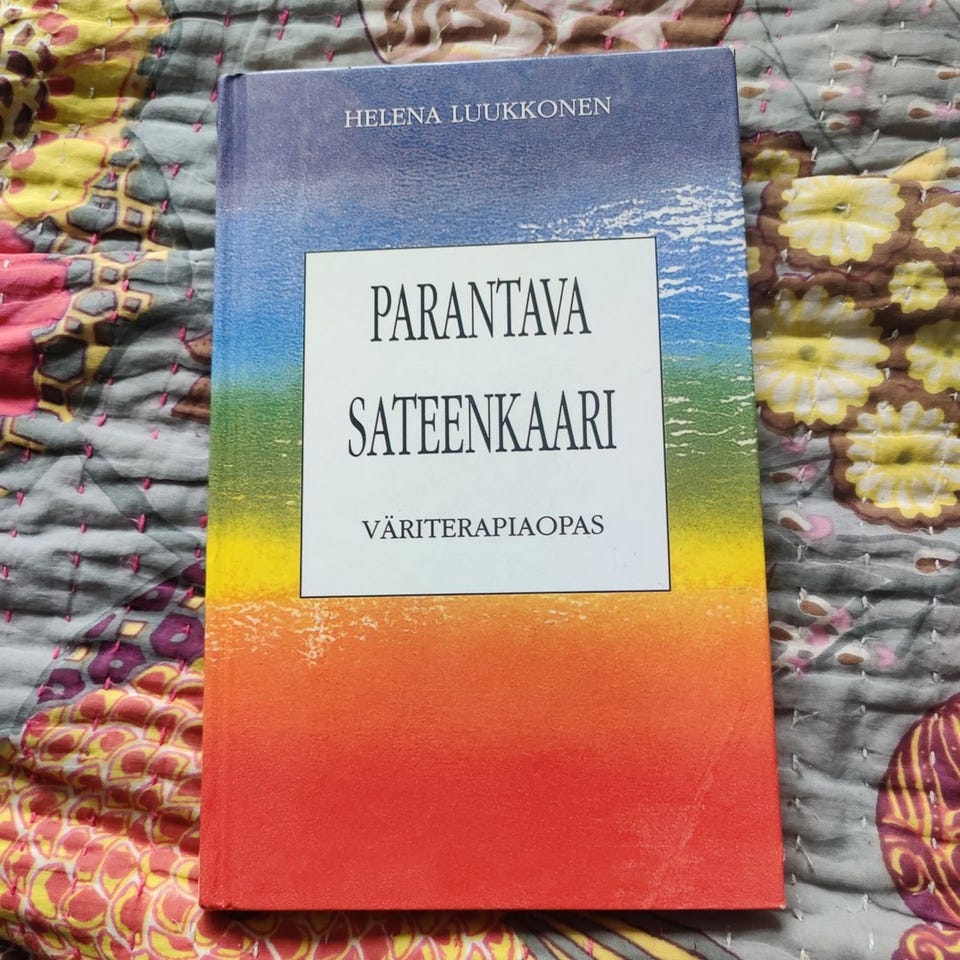 HELENA LUUKKONEN
PARANTAVA
SATEENKAARI
VÄRITERAPIAOPAS